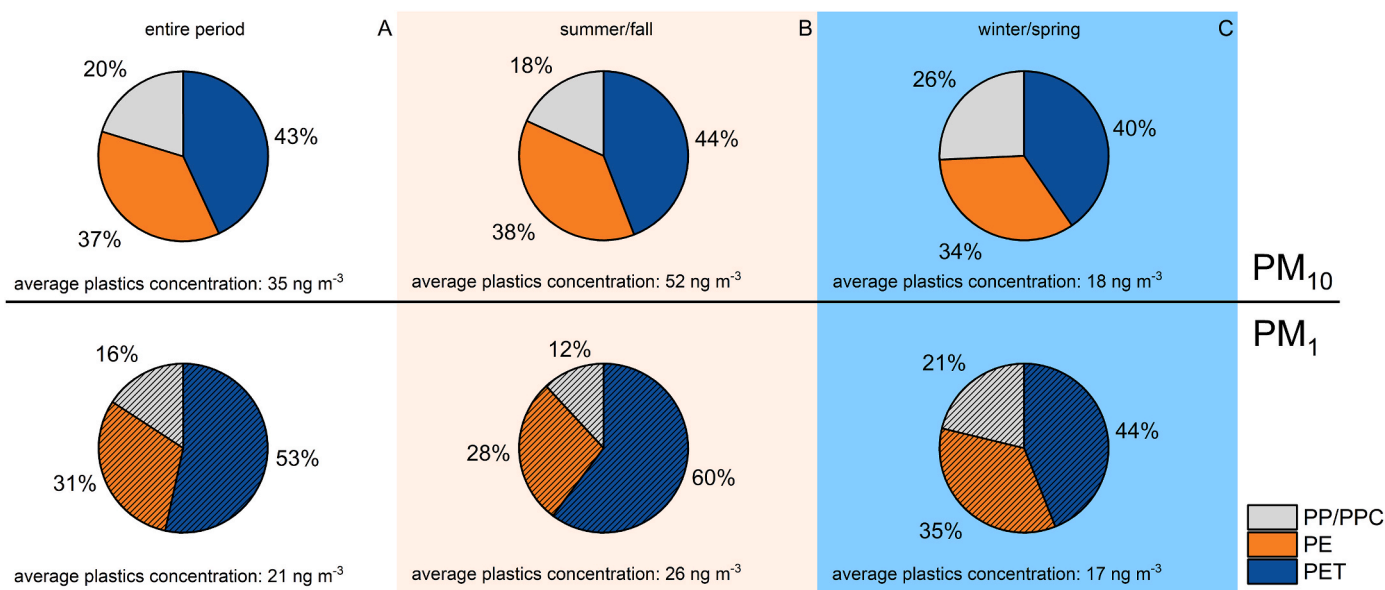 entire period
A
summer/fall
B
winter/spring
C
20%
43%
37%
18%
44%
38%
26%
40%
34%
average plastics concentration: 35 ng m⁻³
average plastics concentration: 52 ng m⁻³
average plastics concentration: 18 ng m⁻³
PM₁₀
PM₁
16%
53%
31%
12%
28%
60%
21%
44%
35%
average plastics concentration: 21 ng m⁻³
average plastics concentration: 26 ng m⁻³
average plastics concentration: 17 ng m⁻³
PP/PPC
PE
PET